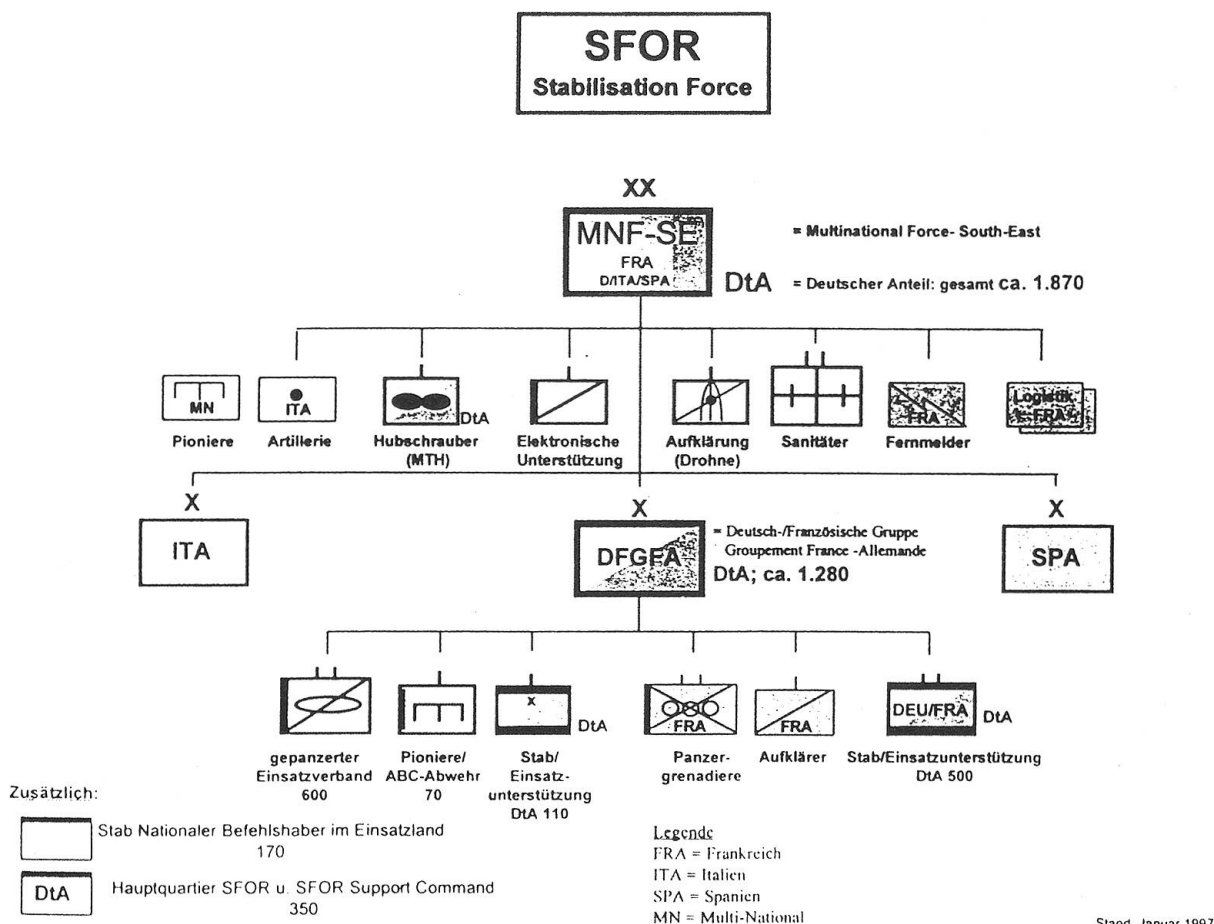 SFOR
Stabilisation Force
XX
MNF-SE
FRA
D/ITA/SPA
= Multinational Force- South-East
DtA = Deutscher Anteil: gesamt ca. 1.870
MN
Pioniere
ITA
Artillerie
DtA
Hubschrauber
(MTH)
Elektronische
Unterstützung
Aufklärung
(Drohne)
Sanitäter
FRA
Fernmelder
Logistik
FRA
X
ITA
X
DFGFA
= Deutsch-/Französische Gruppe
Groupement France -Allemande
DtA; ca. 1.280
X
SPA
gepanzerter
Einsatzverband
600
Pioniere/
ABC-Abwehr
70
x
DtA
Stab/
Einsatz-
unterstützung
DtA 110
FRA
Panzer-
grenadiere
FRA
Aufklärer
DEU/FRA DtA
Stab/Einsatzunterstützung
DtA 500
Zusätzlich:
Stab Nationaler Befehlshaber im Einsatzland
170
DtA
Hauptquartier SFOR u. SFOR Support Command
350
Legende
FRA = Frankreich
ITA = Italien
SPA = Spanien
MN = Multi-National
Stand Januar 1997